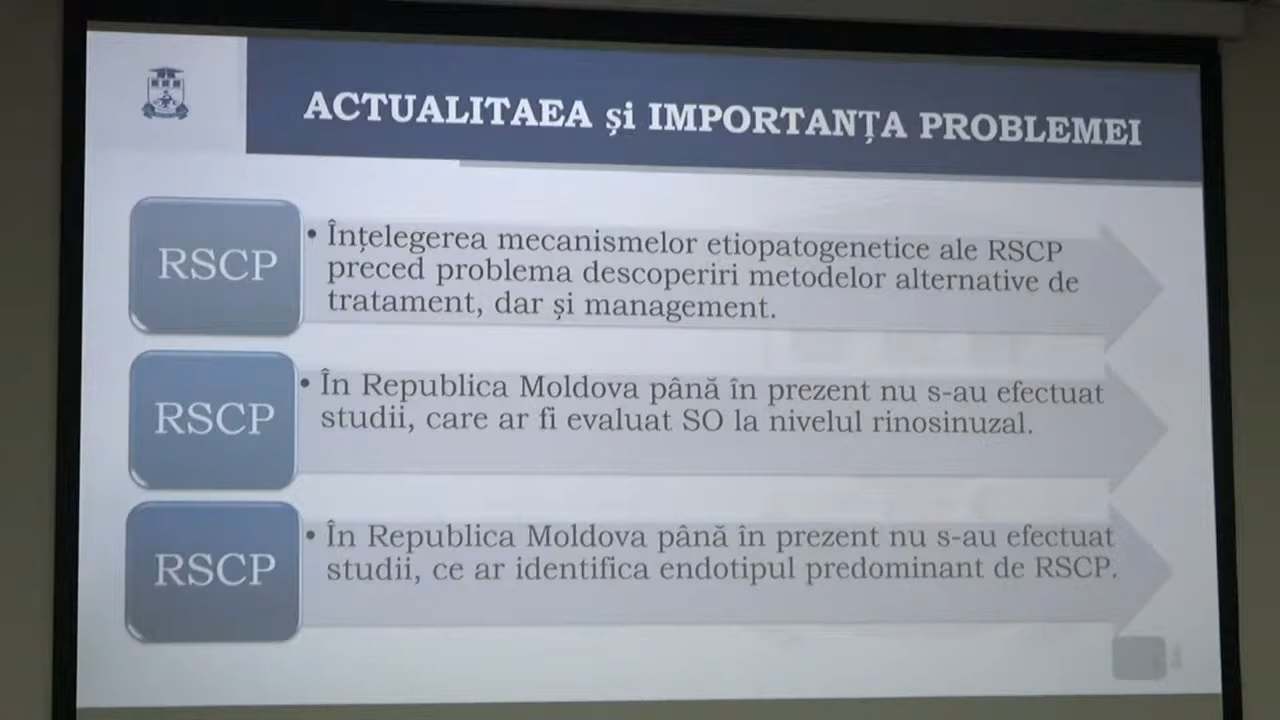 ACTUALITAEA și IMPORTANȚA PROBLEMEI
RSCP
• Înțelegerea mecanismelor etiopatogenetice ale RSCP
preced problema descoperiri metodelor alternative de
tratament, dar și management.
RSCP
• În Republica Moldova până în prezent nu s-au efectuat
studii, care ar fi evaluat SO la nivelul rinosinuzal.
RSCP
• În Republica Moldova până în prezent nu s-au efectuat
studii, ce ar identifica endotipul predominant de RSCP.